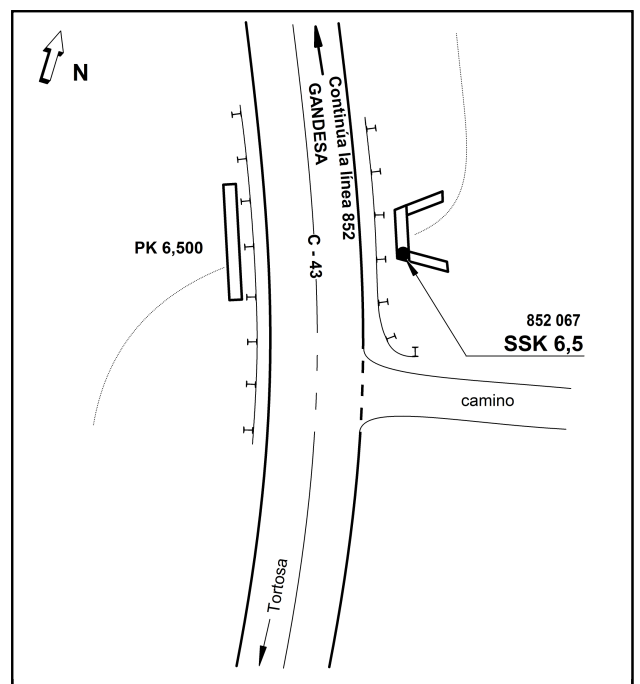 N
Continúa la línea 852
GANDESA
C - 43
PK 6,500
852 067
SSK 6,5
camino
Tortosa